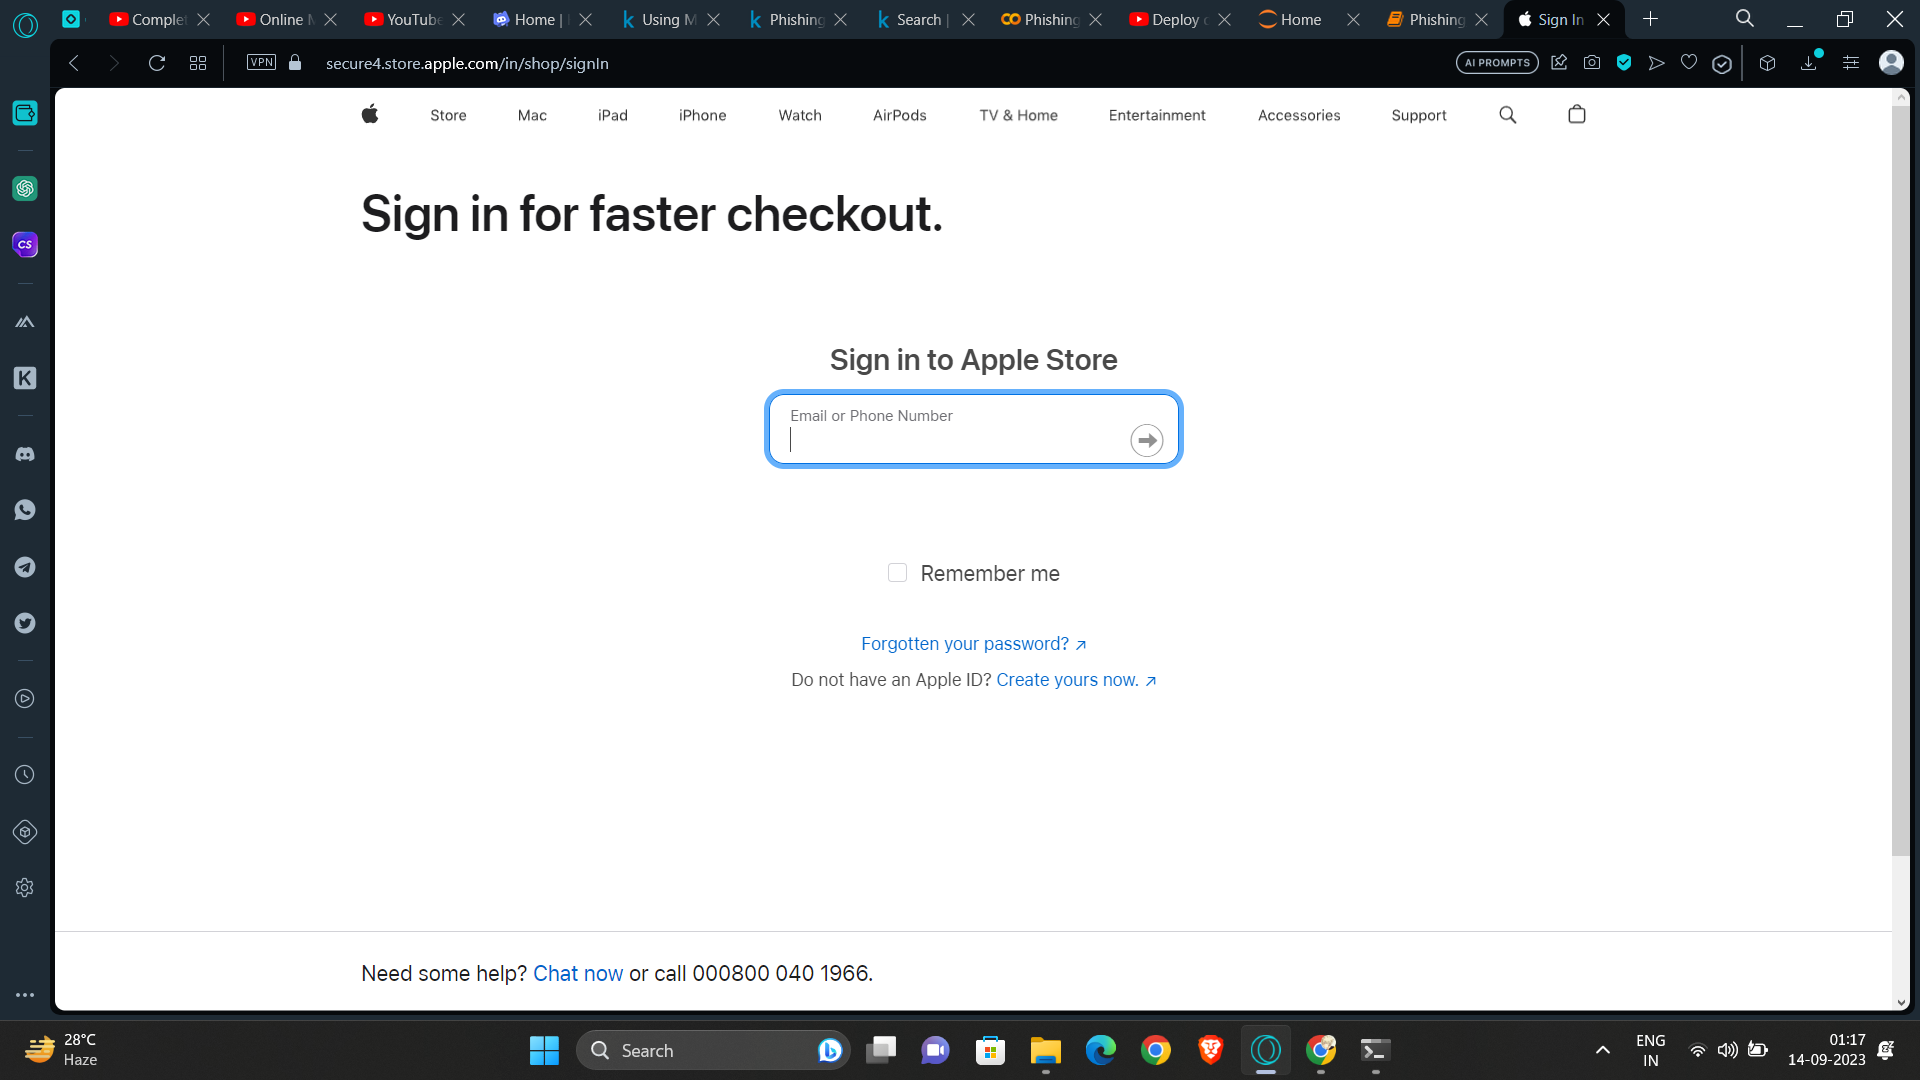 Complet
Online M
YouTube
Home |
Using M
Phishing
Search |
Phishing
Deploy
Home
Phishing
Sign In
VPN
secure4.store.apple.com/in/shop/signIn
AI PROMPTS
Store
Mac
iPad
iPhone
Watch
AirPods
TV & Home
Entertainment
Accessories
Support
CS
Sign in for faster checkout.
Sign in to Apple Store
Email or Phone Number
Remember me
Forgotten your password? ↗
Do not have an Apple ID? Create yours now. ↗
Need some help? Chat now or call 000800 040 1966.
28°C
Haze
Search
ENG
IN
01:17
14-09-2023